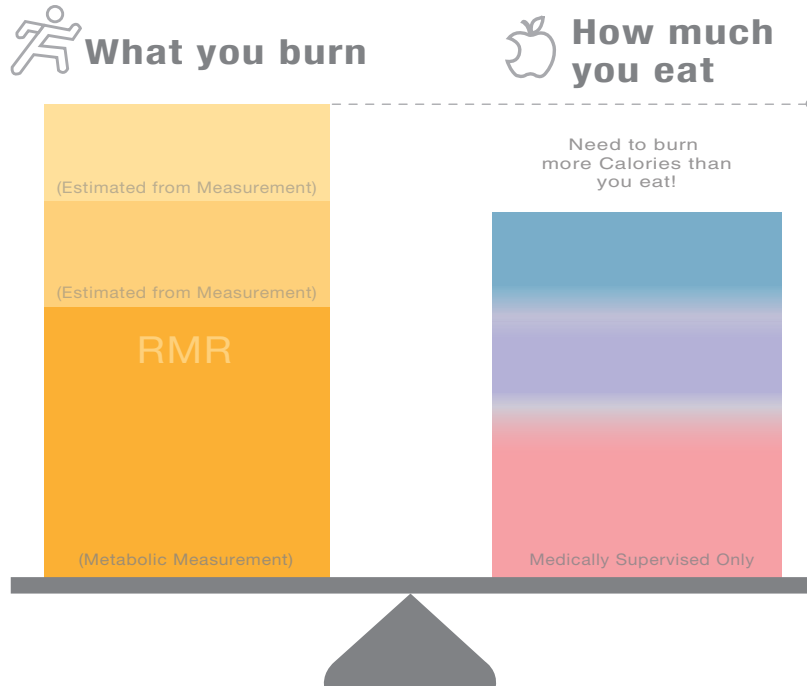 What you burn
How much
you eat
Need to burn
more Calories than
you eat!
(Estimated from Measurement)
(Estimated from Measurement)
RMR
(Metabolic Measurement)
Medically Supervised Only